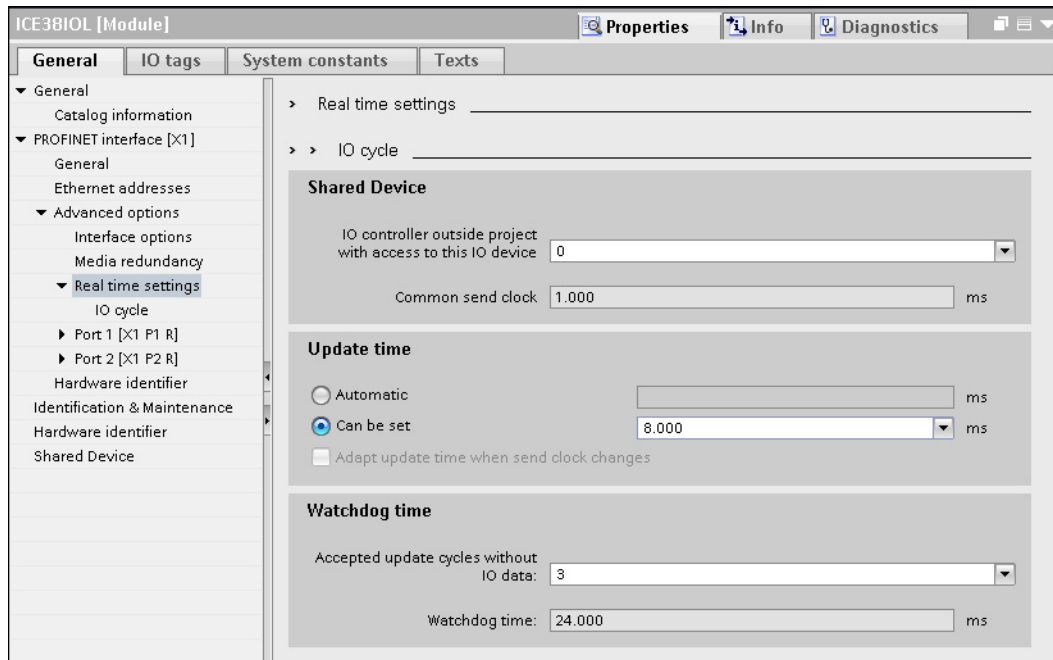 ICE38IOL [Module]
Properties
Info
Diagnostics
General
IO tags
System constants
Texts
General
Catalog information
PROFINET interface [X1]
General
Ethernet addresses
Advanced options
Interface options
Media redundancy
Real time settings
IO cycle
Port 1 [X1 P1 R]
Port 2 [X1 P2 R]
Hardware identifier
Identification & Maintenance
Hardware identifier
Shared Device
Real time settings
IO cycle
Shared Device
IO controller outside project
with access to this IO device
0
Common send clock
1.000
ms
Update time
Automatic
ms
Can be set
8.000
ms
Adapt update time when send clock changes
Watchdog time
Accepted update cycles without
IO data:
3
Watchdog time:
24.000
ms